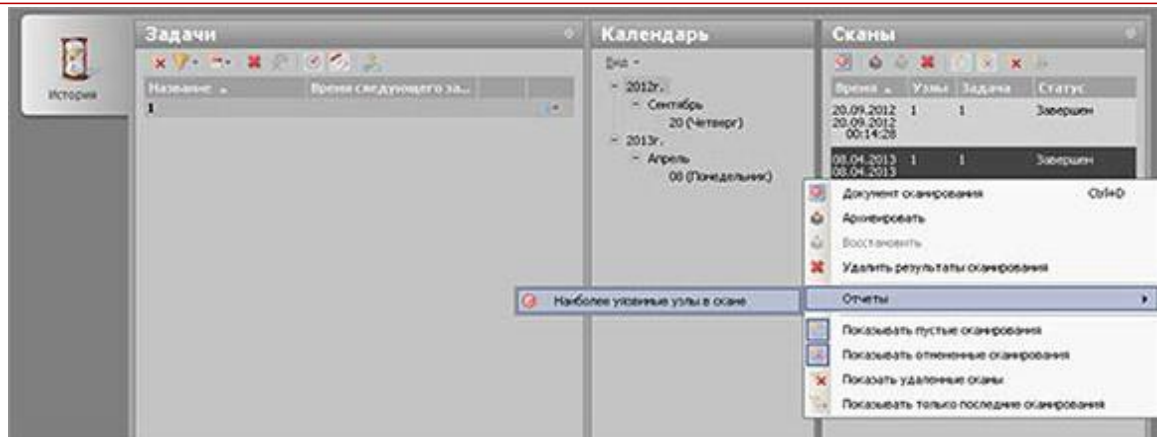 История
Задачи
Название
Время следующего за...
1
Календарь
Вид
2012г.
Сентябрь
20 (Четверг)
2013г.
Апрель
08 (Понедельник)
Сканы
Время Узлы Задача Статус
20.09.2012 1 1 Завершен
20.09.2012
00:14:28
08.04.2013 1 1 Завершен
08.04.2013
Документ сканирования Ctrl+D
Архивировать
Восстановить
Удалить результаты сканирования
Отчеты
Наиболее уязвимые узлы в скане
Показывать пустые сканирования
Показывать отмененные сканирования
Показать удаленные сканы
Показывать только последние сканирования